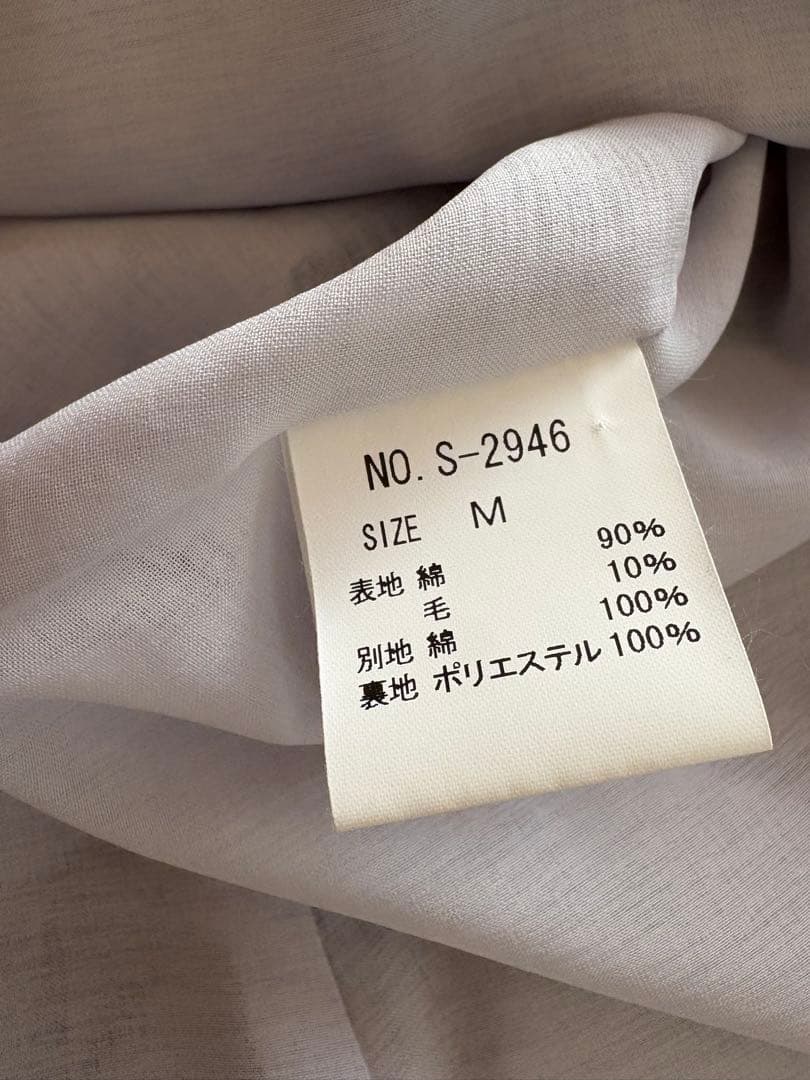 NO. S-2946
SIZE M
表地 綿 90%
毛 10%
別地 綿 100%
裏地 ポリエステル 100%